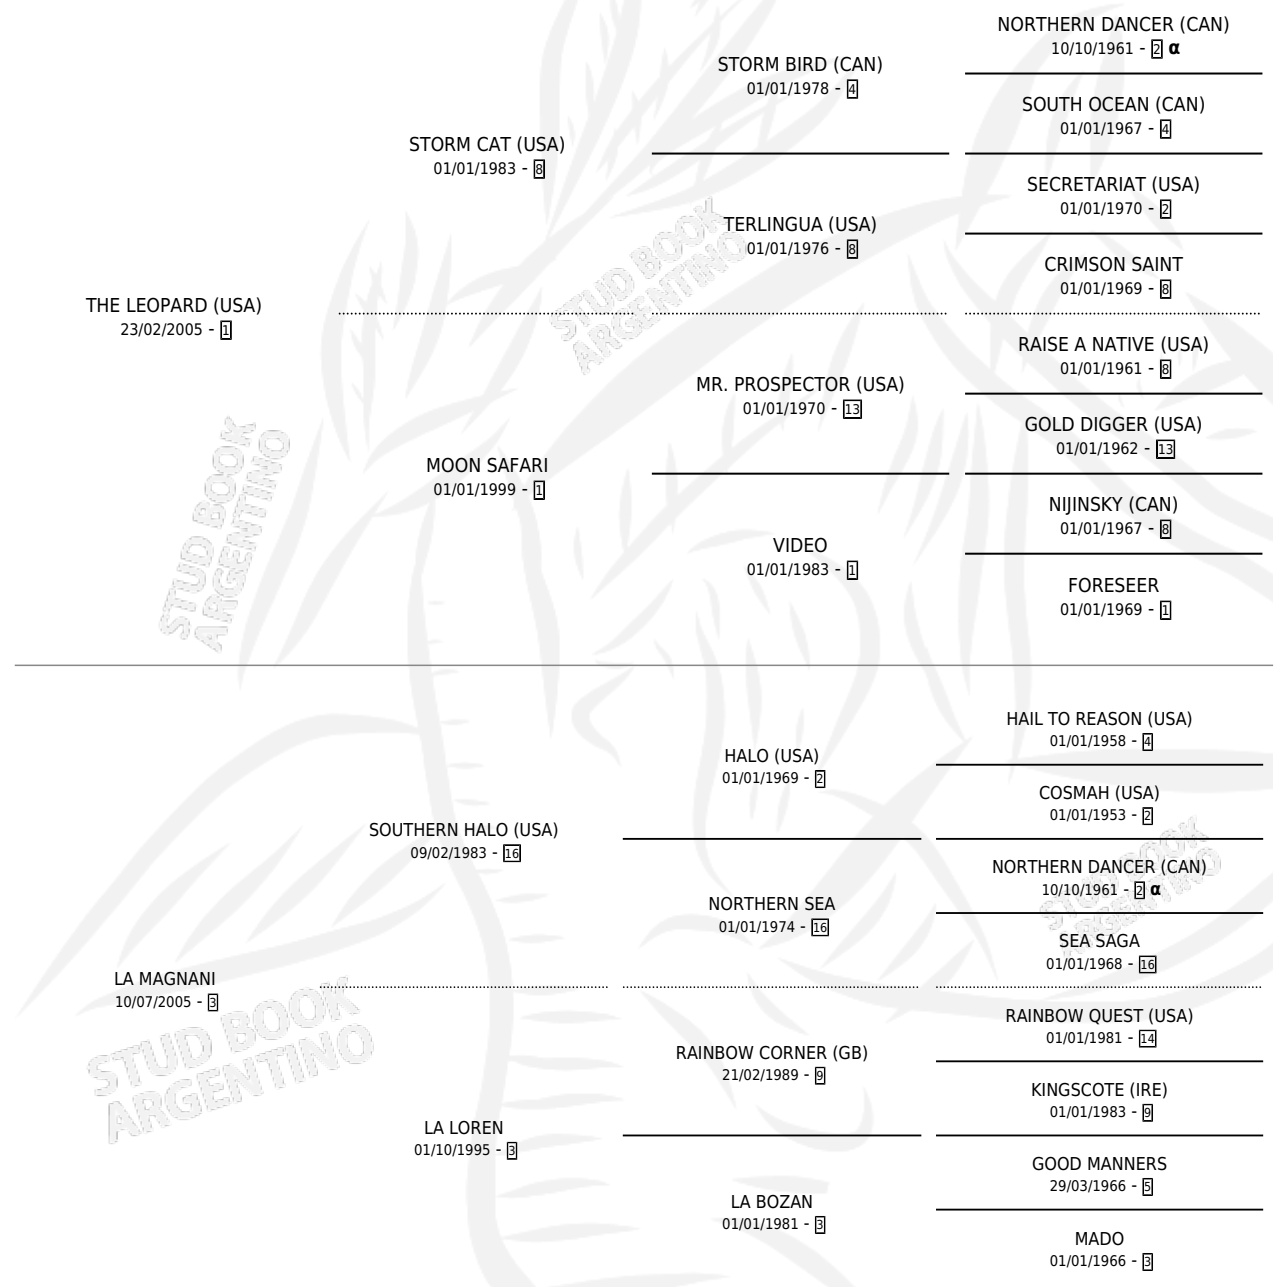 NORTHERN DANCER (CAN)
10/10/1961 - 2 α
STORM BIRD (CAN)
01/01/1978 - 4
SOUTH OCEAN (CAN)
01/01/1967 - 4
STORM CAT (USA)
01/01/1983 - 8
SECRETARIAT (USA)
01/01/1970 - 2
TERLINGUA (USA)
01/01/1976 - 8
CRIMSON SAINT
01/01/1969 - 8
THE LEOPARD (USA)
23/02/2005 - 1
RAISE A NATIVE (USA)
01/01/1961 - 8
MR. PROSPECTOR (USA)
01/01/1970 - 13
GOLD DIGGER (USA)
01/01/1962 - 13
MOON SAFARI
01/01/1999 - 1
NIJINSKY (CAN)
01/01/1967 - 8
VIDEO
01/01/1983 - 1
FORESEER
01/01/1969 - 1
STUD BOOK
ARGENTINO
STUD BOOK
ARGENTINO
HAIL TO REASON (USA)
01/01/1958 - 4
HALO (USA)
01/01/1969 - 2
COSMAH (USA)
01/01/1953 - 2
SOUTHERN HALO (USA)
09/02/1983 - 16
NORTHERN DANCER (CAN)
10/10/1961 - 2 α
NORTHERN SEA
01/01/1974 - 16
SEA SAGA
01/01/1968 - 16
LA MAGNANI
10/07/2005 - 3
RAINBOW QUEST (USA)
01/01/1981 - 14
RAINBOW CORNER (GB)
21/02/1989 - 9
KINGSCOTE (IRE)
01/01/1983 - 9
LA LOREN
01/10/1995 - 3
GOOD MANNERS
29/03/1966 - 5
LA BOZAN
01/01/1981 - 3
MADO
01/01/1966 - 3
STUD BOOK
ARGENTINO
STUD BOOK
ARGENTINO